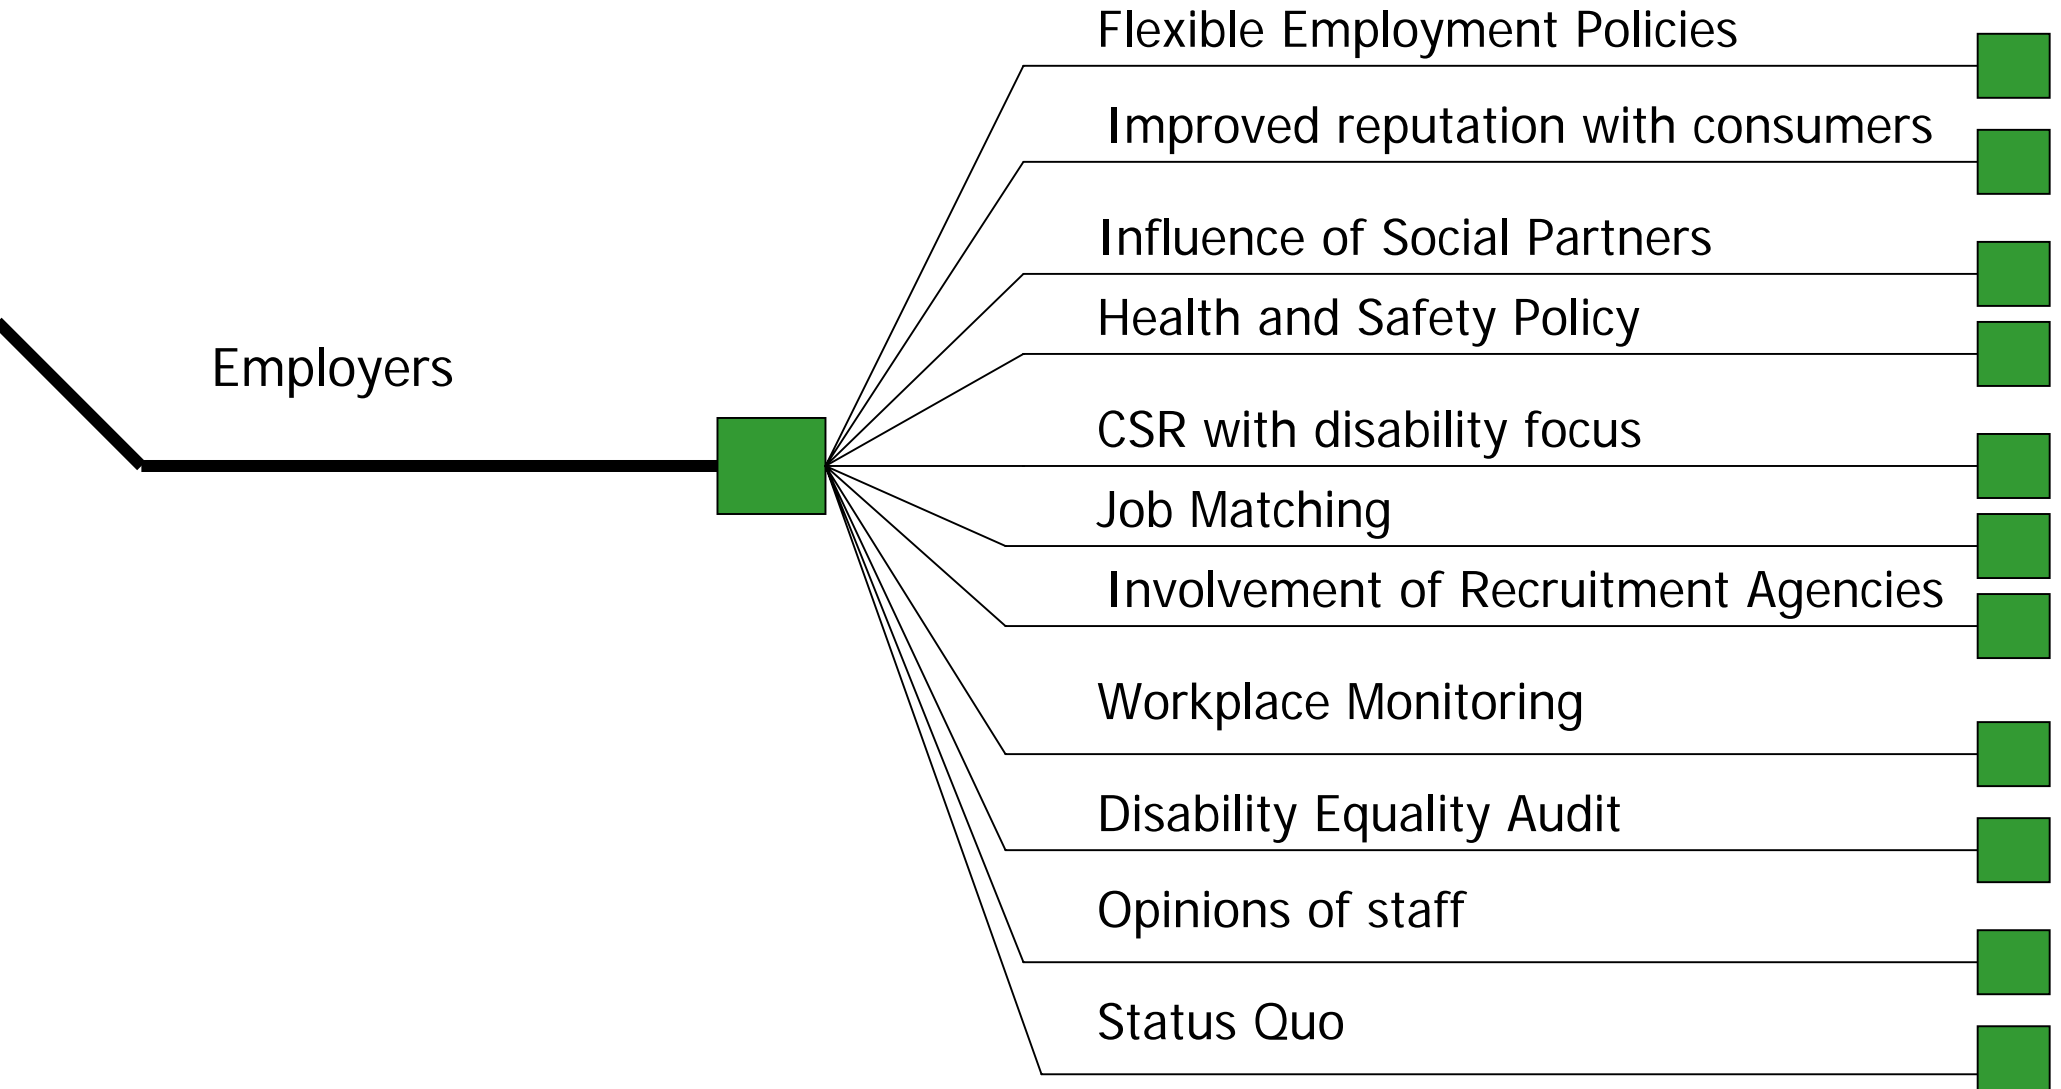 Flexible Employment Policies
Improved reputation with consumers
Influence of Social Partners
Health and Safety Policy
Employers
CSR with disability focus
Job Matching
Involvement of Recruitment Agencies
Workplace Monitoring
Disability Equality Audit
Opinions of staff
Status Quo